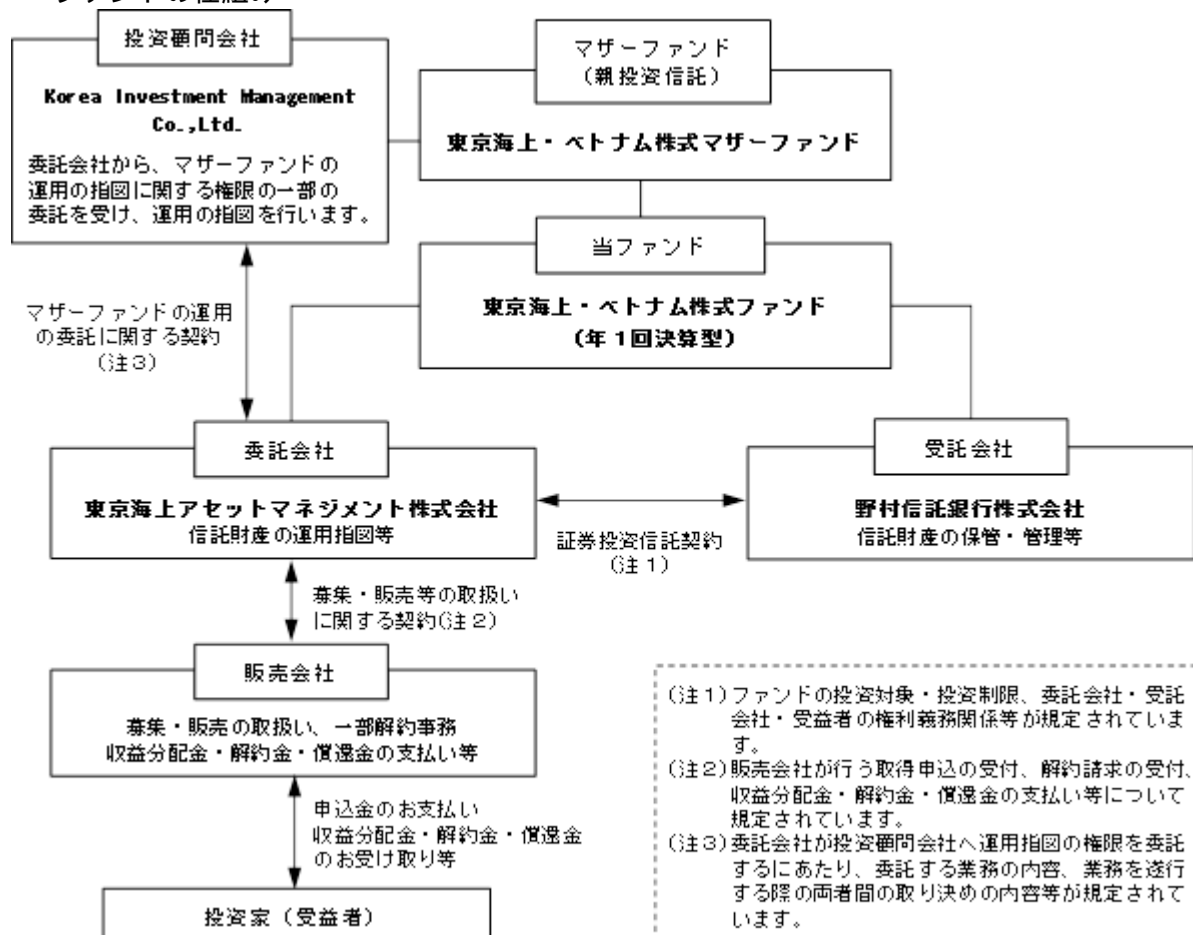 ファンドの仕組み
投資顧問会社
Korea Investment Management
Co.,Ltd.
委託会社から、マザーファンドの
運用の指図に関する権限の一部の
委託を受け、運用の指図を行います。
マザーファンド
（親投資信託）
東京海上・ベトナム株式マザーファンド
当ファンド
東京海上・ベトナム株式ファンド
（年１回決算型）
マザーファンドの運用
の委託に関する契約
（注３）
委託会社
東京海上アセットマネジメント株式会社
信託財産の運用指図等
証券投資信託契約
（注１）
受託会社
野村信託銀行株式会社
信託財産の保管・管理等
募集・販売等の取扱い
に関する契約（注２）
販売会社
募集・販売の取扱い、一部解約事務
収益分配金・解約金・償還金の支払い等
申込金のお支払い
収益分配金・解約金・償還金
のお受け取り等
投資家（受益者）
（注１）ファンドの投資対象・投資制限、委託会社・受託
会社・受益者の権利義務関係等が規定されていま
す。
（注２）販売会社が行う取得申込の受付、解約請求の受付、
収益分配金・解約金・償還金の支払い等について
規定されています。
（注３）委託会社が投資顧問会社へ運用指図の権限を委託
するにあたり、委託する業務の内容、業務を遂行
する際の両者間の取り決めの内容等が規定されて
います。